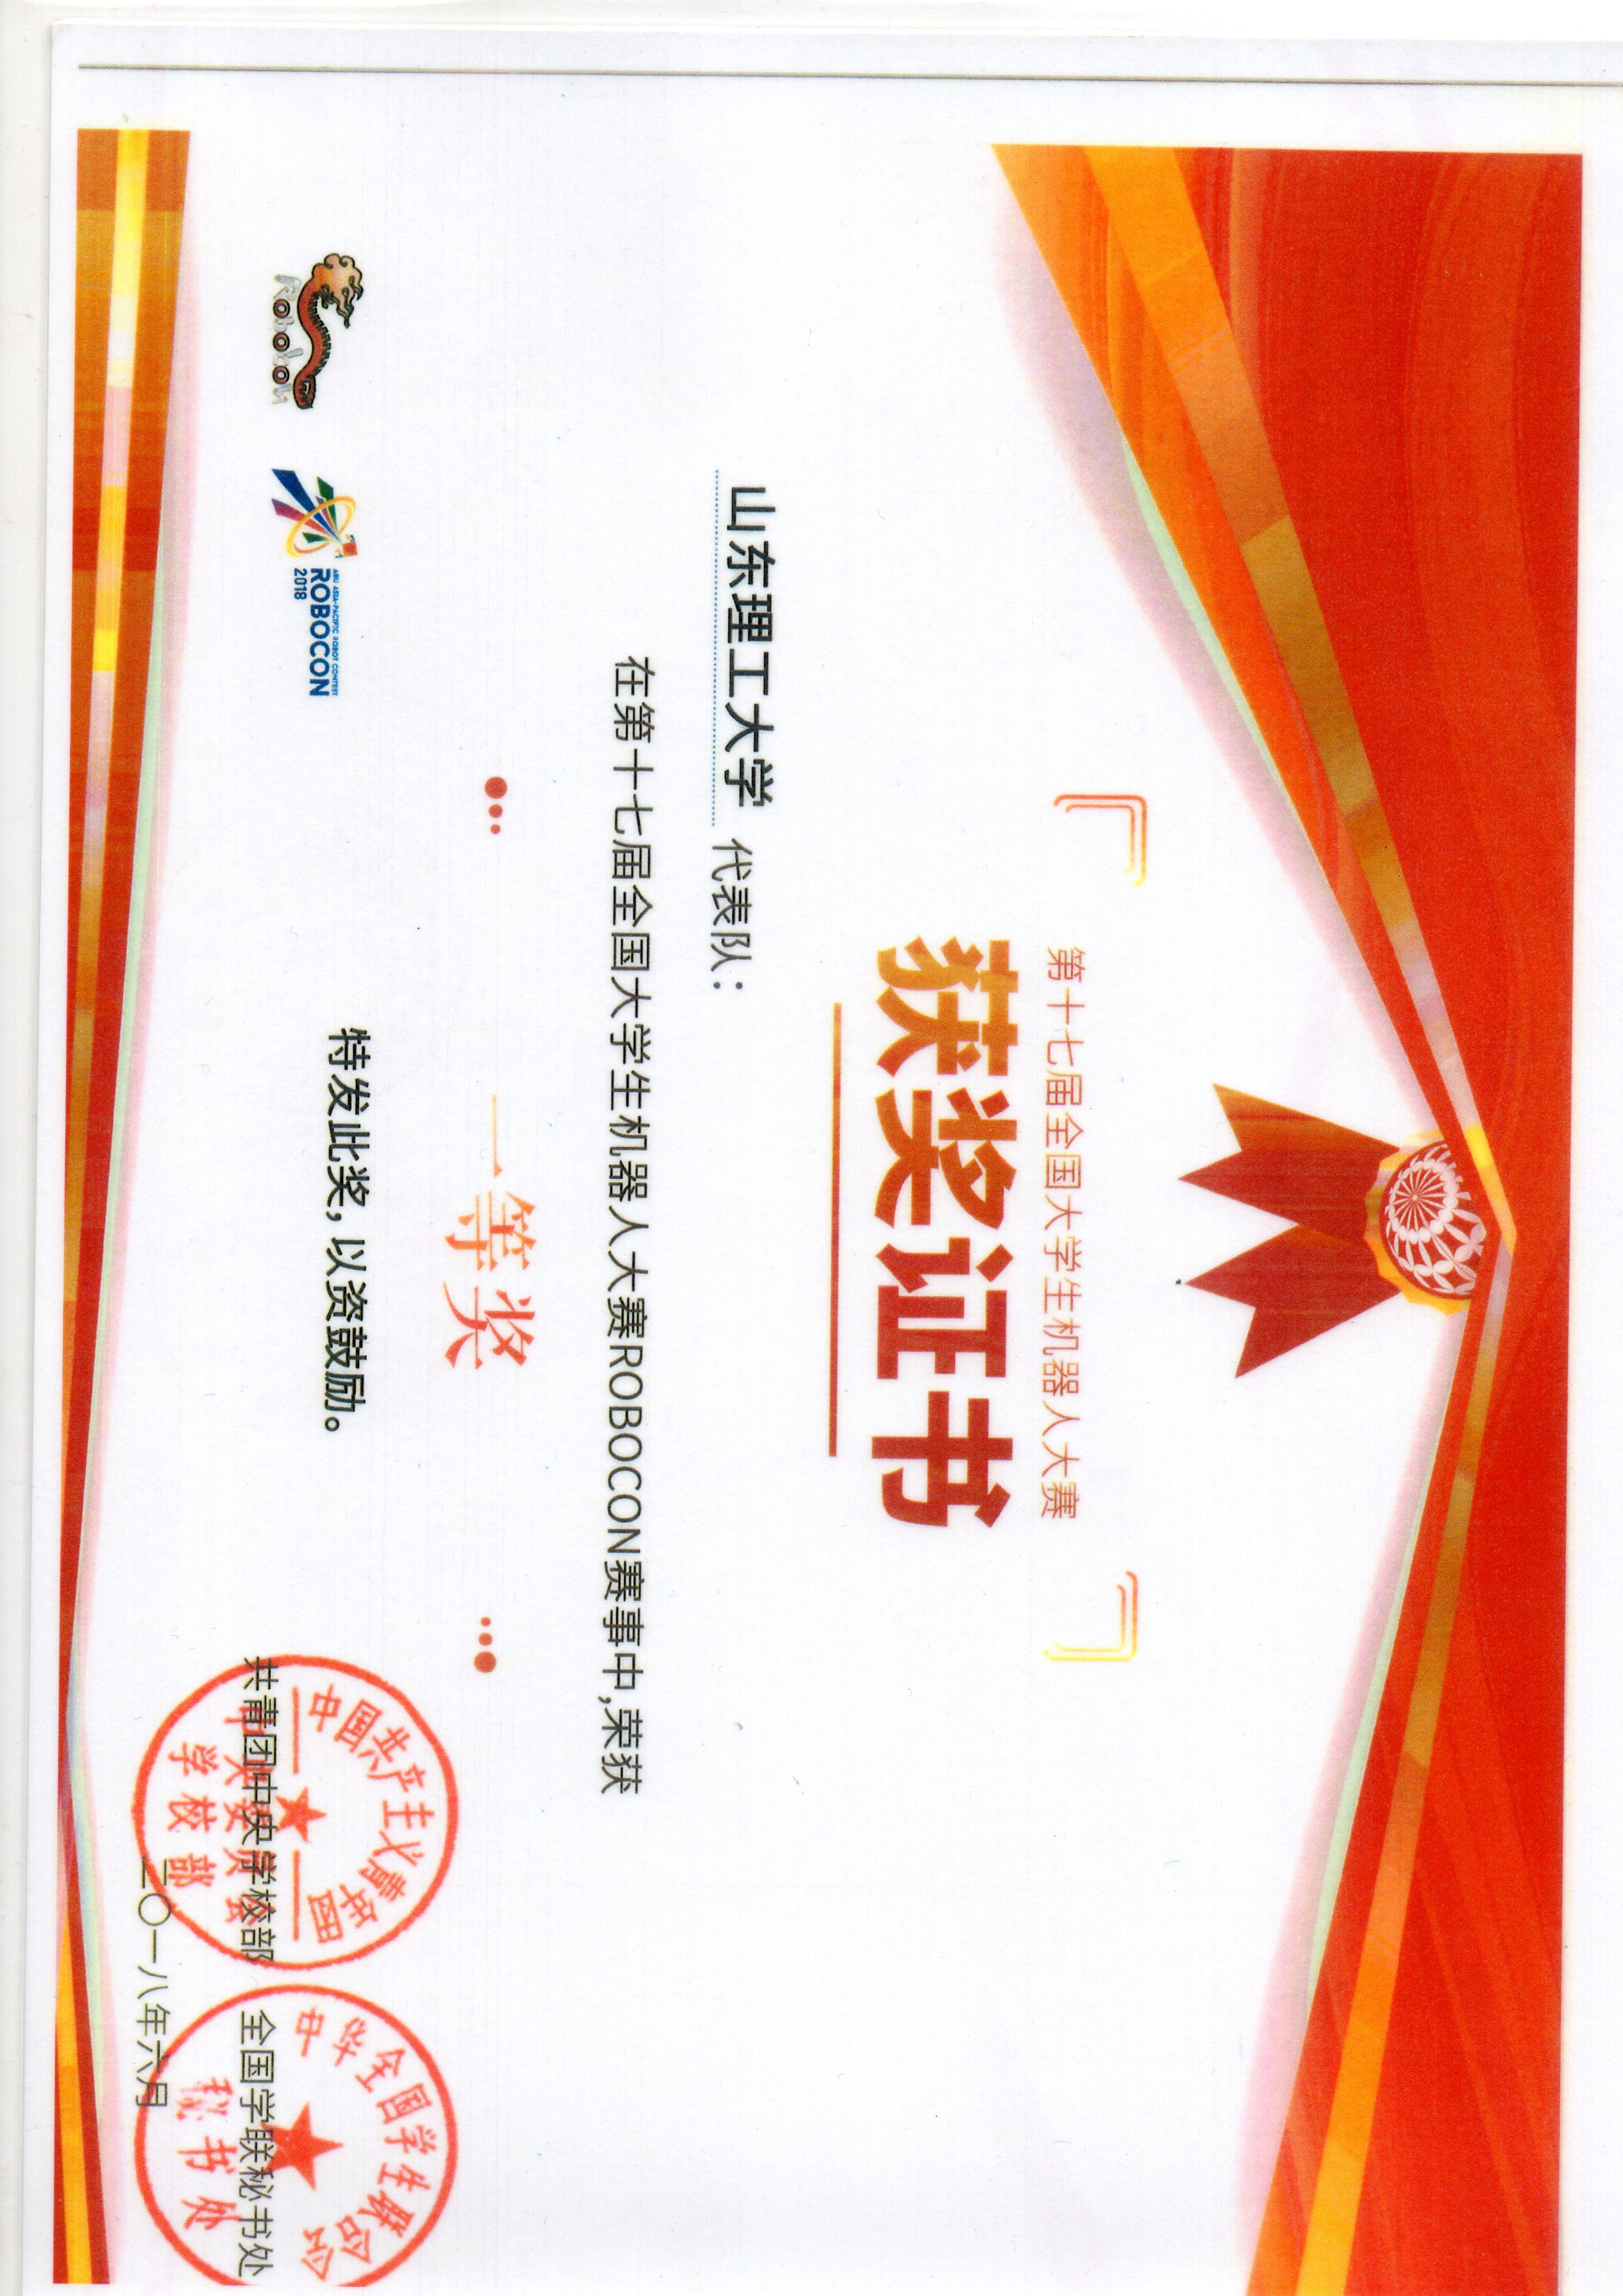 第十七届全国大学生机器人大赛
获奖证书
山东理工大学 代表队：
在第十七届全国大学生机器人大赛ROBOCON赛事中,荣获
一等奖
特发此奖，以资鼓励。
Robocon
ABU ASIA-PACIFIC ROBOT CONTEST
ROBOCON
2018
共青团中央学校部 全国学联秘书处
二〇一八年六月
中国共产主义青年团
中央委员会
学校部
中华全国学生联合会
秘书处